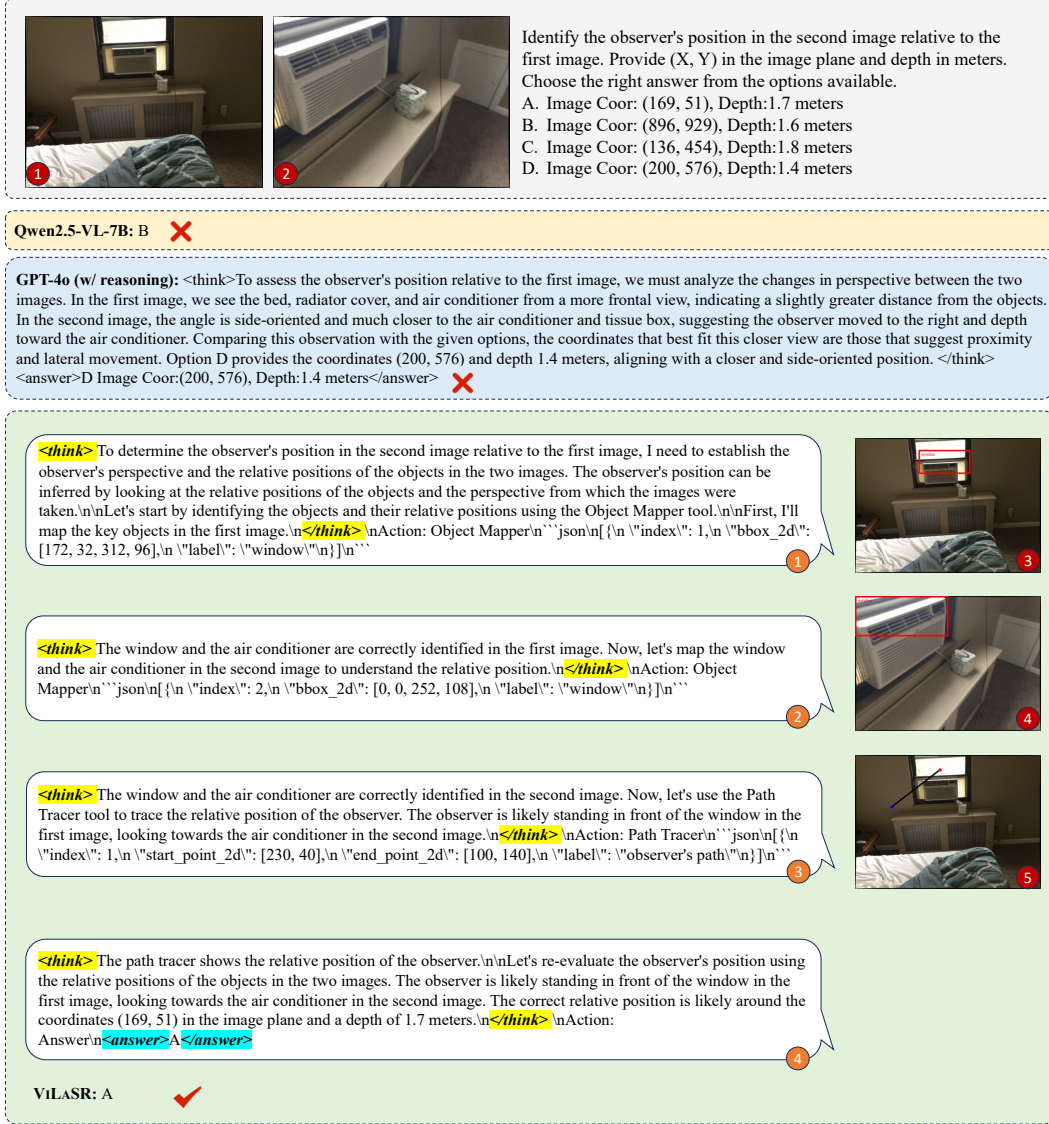 Identify the observer's position in the second image relative to the
first image. Provide (X, Y) in the image plane and depth in meters.
Choose the right answer from the options available.
A. Image Coor: (169, 51), Depth:1.7 meters
B. Image Coor: (896, 929), Depth:1.6 meters
C. Image Coor: (136, 454), Depth:1.8 meters
D. Image Coor: (200, 576), Depth:1.4 meters
1
2
Qwen2.5-VL-7B: B
GPT-4o (w/ reasoning): <think>To assess the observer's position relative to the first image, we must analyze the changes in perspective between the two
images. In the first image, we see the bed, radiator cover, and air conditioner from a more frontal view, indicating a slightly greater distance from the objects.
In the second image, the angle is side-oriented and much closer to the air conditioner and tissue box, suggesting the observer moved to the right and depth
toward the air conditioner. Comparing this observation with the given options, the coordinates that best fit this closer view are those that suggest proximity
and lateral movement. Option D provides the coordinates (200, 576) and depth 1.4 meters, aligning with a closer and side-oriented position. </think>
<answer>D Image Coor:(200, 576), Depth:1.4 meters</answer>
<think> To determine the observer's position in the second image relative to the first image, I need to establish the
observer's perspective and the relative positions of the objects in the two images. The observer's position can be
inferred by looking at the relative positions of the objects and the perspective from which the images were
taken.\n\nLet's start by identifying the objects and their relative positions using the Object Mapper tool.\n\nFirst, I'll
map the key objects in the first image.\n</think> \nAction: Object Mapper\n```json\n[{\n \"index\": 1,\n \"bbox_2d\":
[172, 32, 312, 96],\n \"label\": \"window\"\n}]\n```
1
3
<think> The window and the air conditioner are correctly identified in the first image. Now, let's map the window
and the air conditioner in the second image to understand the relative position.\n</think> \nAction: Object
Mapper\n```json\n[{\n \"index\": 2,\n \"bbox_2d\": [0, 0, 252, 108],\n \"label\": \"window\"\n}]\n```
2
4
<think> The window and the air conditioner are correctly identified in the second image. Now, let's use the Path
Tracer tool to trace the relative position of the observer. The observer is likely standing in front of the window in the
first image, looking towards the air conditioner in the second image.\n</think> \nAction: Path Tracer\n```json\n[{\n
\"index\": 1,\n \"start_point_2d\": [230, 40],\n \"end_point_2d\": [100, 140],\n \"label\": \"observer's path\"\n}]\n```
3
5
<think> The path tracer shows the relative position of the observer.\n\nLet's re-evaluate the observer's position using
the relative positions of the objects in the two images. The observer is likely standing in front of the window in the
first image, looking towards the air conditioner in the second image. The correct relative position is likely around the
coordinates (169, 51) in the image plane and a depth of 1.7 meters.\n</think> \nAction:
Answer\n<answer>A</answer>
4
VILASR: A